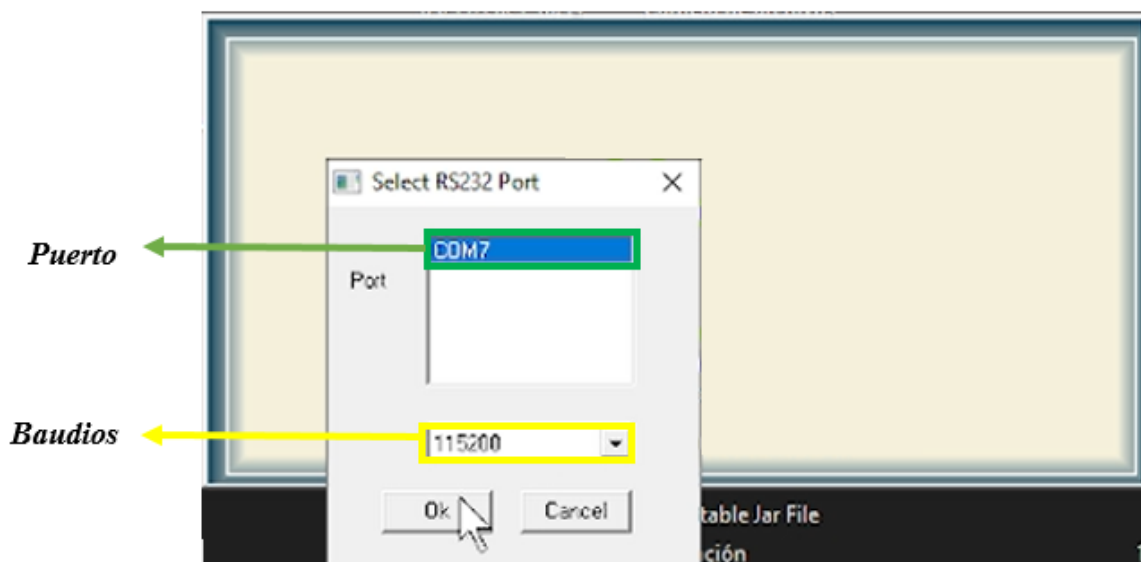 Select RS232 Port
Puerto
COM7
Port
Baudios
115200
Ok
Cancel
table Jar File
ción